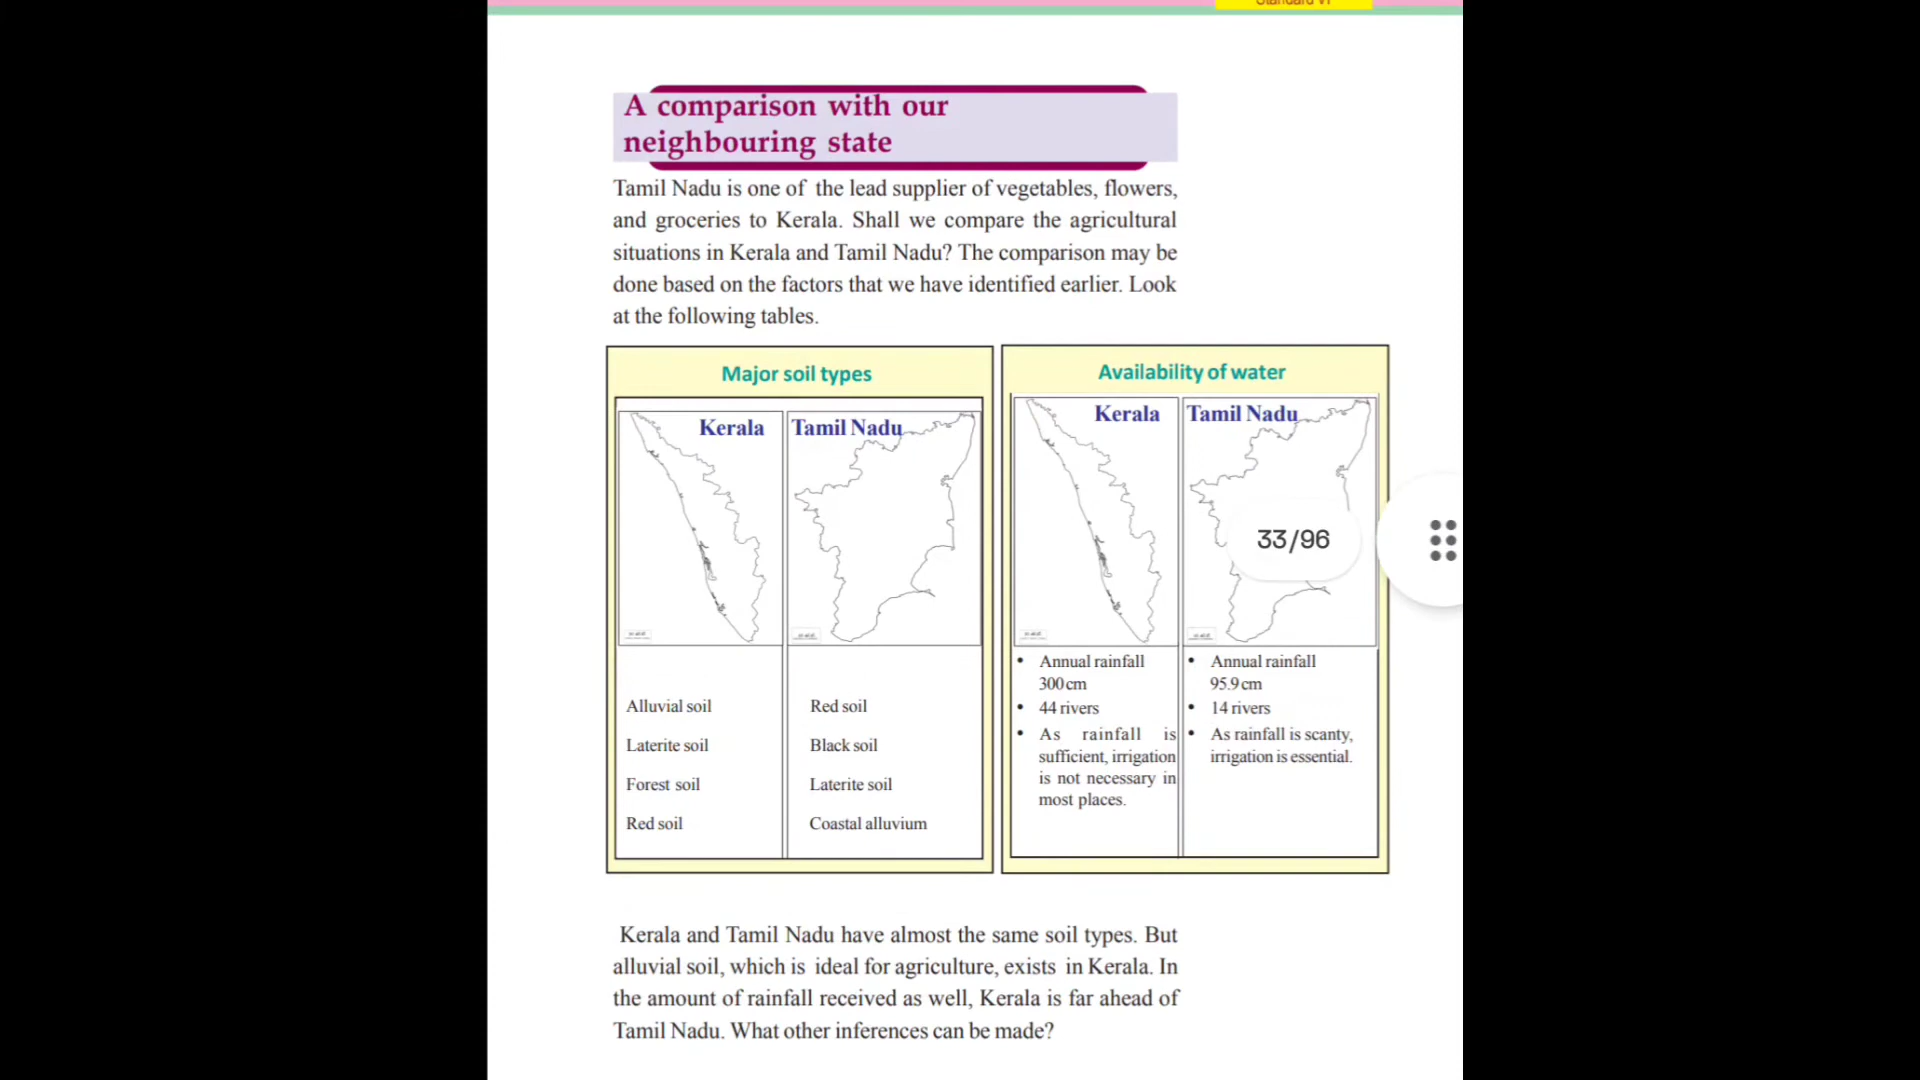 Standard VI
A comparison with our
neighbouring state
Tamil Nadu is one of the lead supplier of vegetables, flowers,
and groceries to Kerala. Shall we compare the agricultural
situations in Kerala and Tamil Nadu? The comparison may be
done based on the factors that we have identified earlier. Look
at the following tables.
Major soil types
Kerala
Tamil Nadu
Alluvial soil
Red soil
Laterite soil
Black soil
Forest soil
Laterite soil
Red soil
Coastal alluvium
Availability of water
Kerala
Tamil Nadu
33/96
• Annual rainfall
300 cm
• 44 rivers
• As rainfall is
sufficient, irrigation
is not necessary in
most places.
• Annual rainfall
95.9 cm
• 14 rivers
• As rainfall is scanty,
irrigation is essential.
Kerala and Tamil Nadu have almost the same soil types. But
alluvial soil, which is ideal for agriculture, exists in Kerala. In
the amount of rainfall received as well, Kerala is far ahead of
Tamil Nadu. What other inferences can be made?